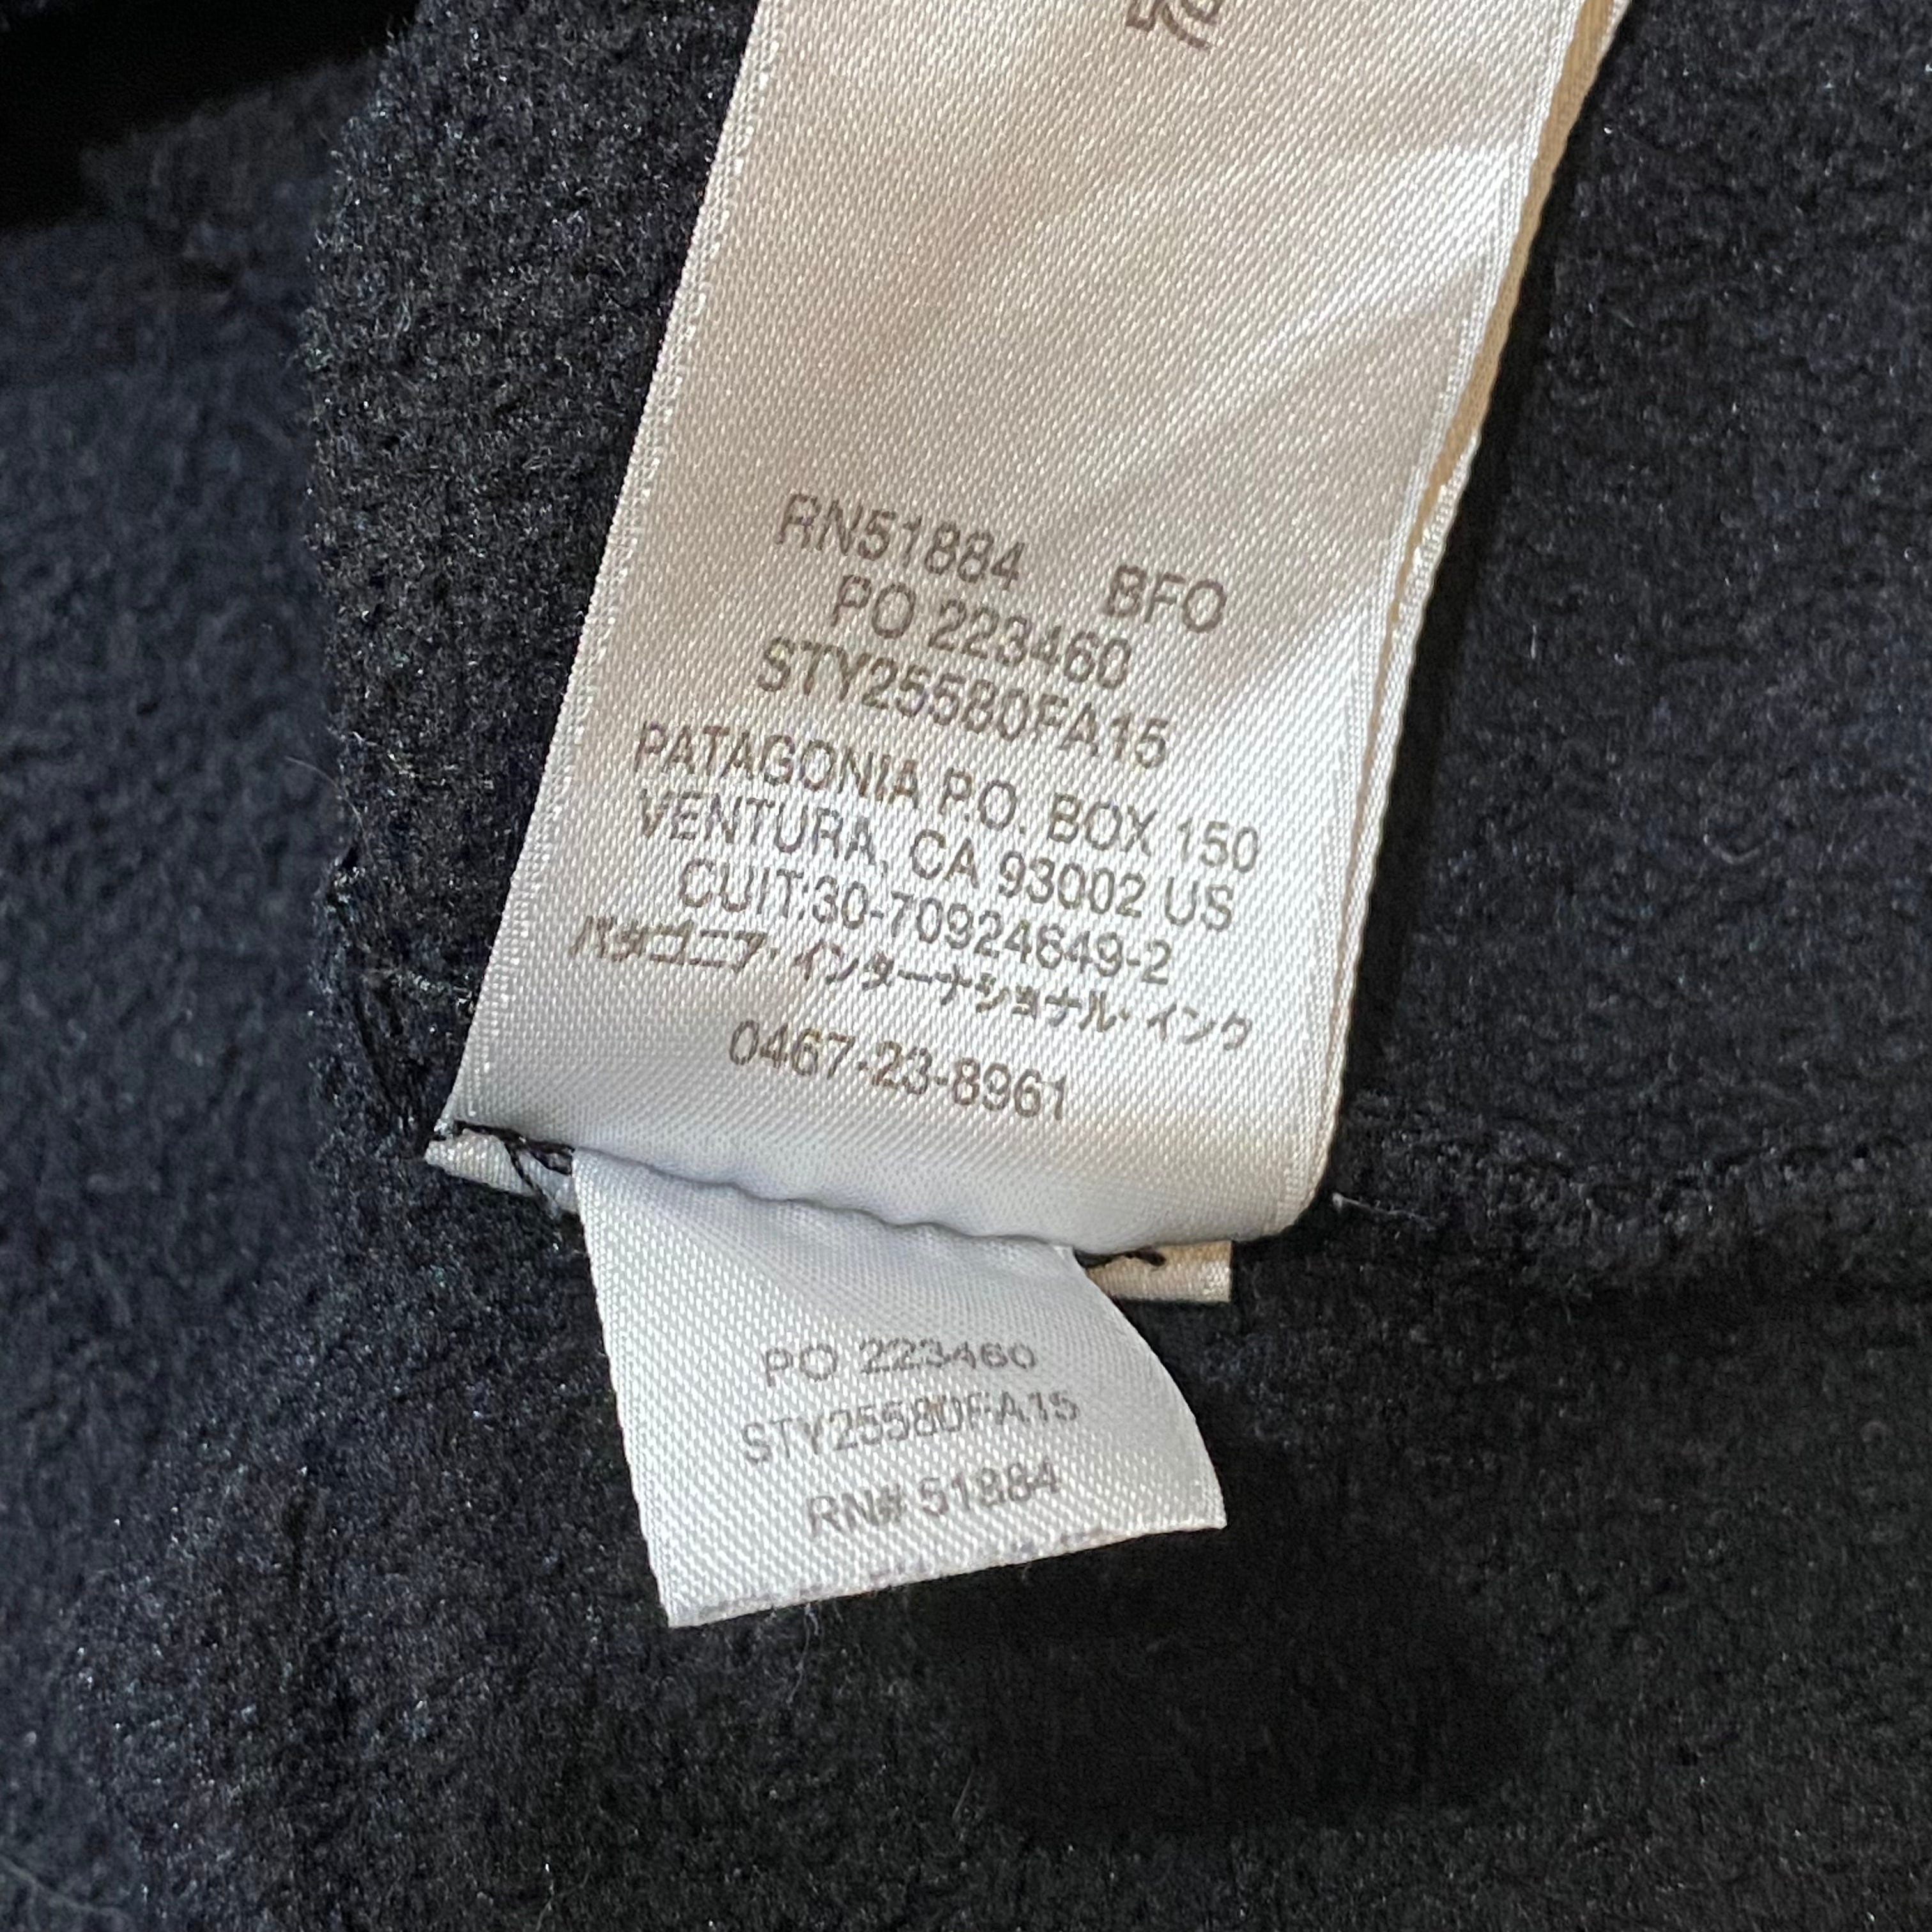 RN51884 BFO
PO 223460
STY25580FA15
PATAGONIA P.O. BOX 150
VENTURA, CA 93002 US
CUIT:30-70924649-2
パタゴニア・インターナショナル・インク
0467-23-8961
PO 223460
STY25580FA15
RN# 51884